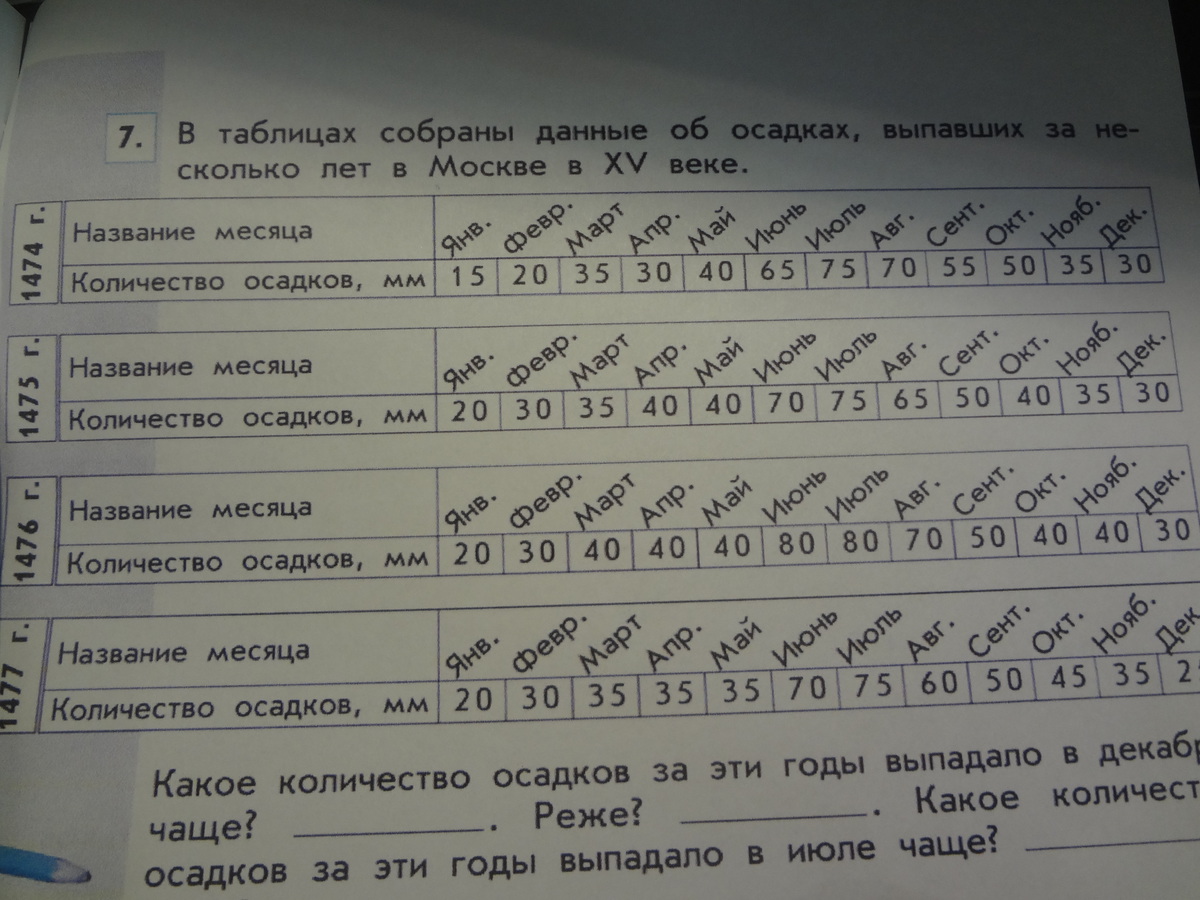 7. В таблицах собраны данные об осадках, выпавших за не-
сколько лет в Москве в XV веке.
1474 г.
Название месяца Янв. Февр. Март Апр. Май Июнь Июль Авг. Сент. Окт. Нояб. Дек.
Количество осадков, мм 15 20 35 30 40 65 75 70 55 50 35 30
1475 г.
Название месяца Янв. Февр. Март Апр. Май Июнь Июль Авг. Сент. Окт. Нояб. Дек.
Количество осадков, мм 20 30 35 40 40 70 75 65 50 40 35 30
1476 г.
Название месяца Янв. Февр. Март Апр. Май Июнь Июль Авг. Сент. Окт. Нояб. Дек.
Количество осадков, мм 20 30 40 40 40 80 80 70 50 40 40 30
1477 г.
Название месяца Янв. Февр. Март Апр. Май Июнь Июль Авг. Сент. Окт. Нояб. Дек
Количество осадков, мм 20 30 35 35 35 70 75 60 50 45 35
Какое количество осадков за эти годы выпадало в декабр
чаще? . Реже? . Какое количест
осадков за эти годы выпадало в июле чаще?